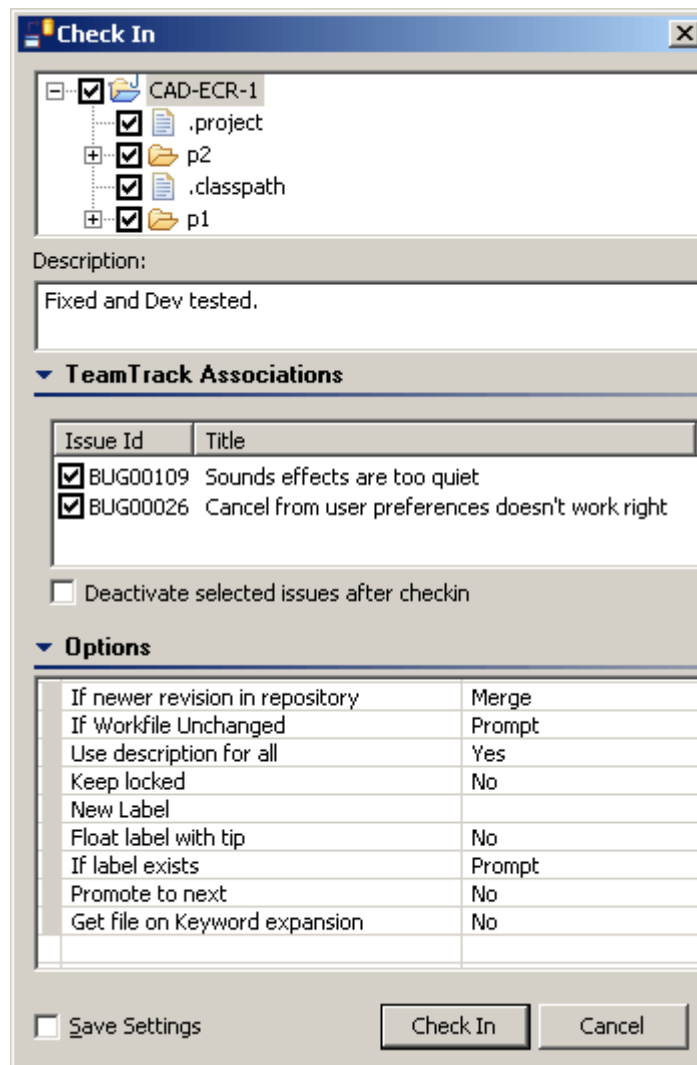 Check In
CAD-ECR-1
.project
p2
.classpath
p1
Description:
Fixed and Dev tested.
TeamTrack Associations
Issue Id Title
BUG00109 Sounds effects are too quiet
BUG00026 Cancel from user preferences doesn't work right
Deactivate selected issues after checkin
Options
If newer revision in repository Merge
If Workfile Unchanged Prompt
Use description for all Yes
Keep locked No
New Label
Float label with tip No
If label exists Prompt
Promote to next No
Get file on Keyword expansion No
Save Settings Check In Cancel